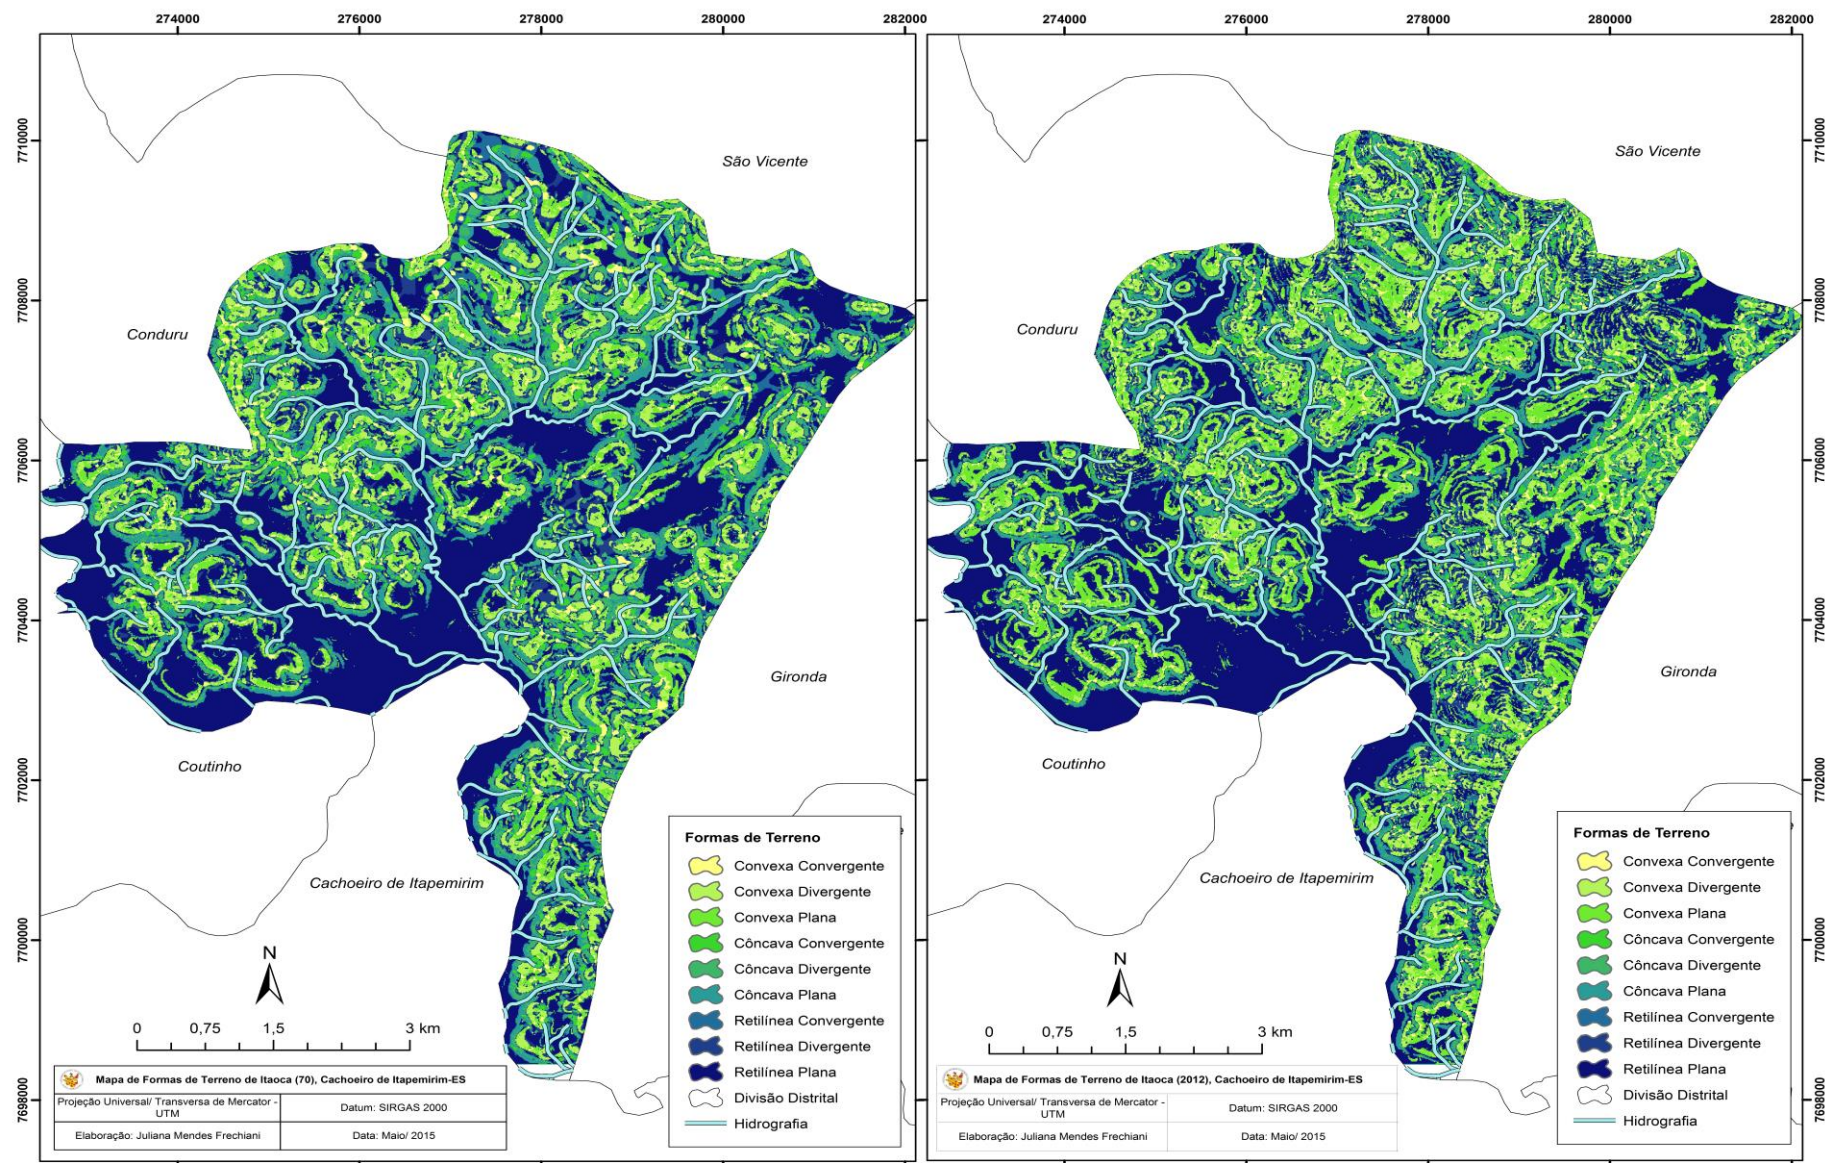 274000
276000
278000
280000
282000
7710000
7708000
7706000
7704000
7702000
7700000
7698000
São Vicente
Conduru
Gironda
Coutinho
Cachoeiro de Itapemirim
N
0 0,75 1,5 3 km
Formas de Terreno
Convexa Convergente
Convexa Divergente
Convexa Plana
Côncava Convergente
Côncava Divergente
Côncava Plana
Retilínea Convergente
Retilínea Divergente
Retilínea Plana
Divisão Distrital
Hidrografia
Mapa de Formas de Terreno de Itaoca (70), Cachoeiro de Itapemirim-ES
Projeção Universal/ Transversa de Mercator -
UTM
Datum: SIRGAS 2000
Elaboração: Juliana Mendes Frechiani
Data: Maio/ 2015
274000
276000
278000
280000
282000
7710000
7708000
7706000
7704000
7702000
7700000
7698000
São Vicente
Conduru
Gironda
Coutinho
Cachoeiro de Itapemirim
N
0 0,75 1,5 3 km
Formas de Terreno
Convexa Convergente
Convexa Divergente
Convexa Plana
Côncava Convergente
Côncava Divergente
Côncava Plana
Retilínea Convergente
Retilínea Divergente
Retilínea Plana
Divisão Distrital
Hidrografia
Mapa de Formas de Terreno de Itaoca (2012), Cachoeiro de Itapemirim-ES
Projeção Universal/ Transversa de Mercator -
UTM
Datum: SIRGAS 2000
Elaboração: Juliana Mendes Frechiani
Data: Maio/ 2015